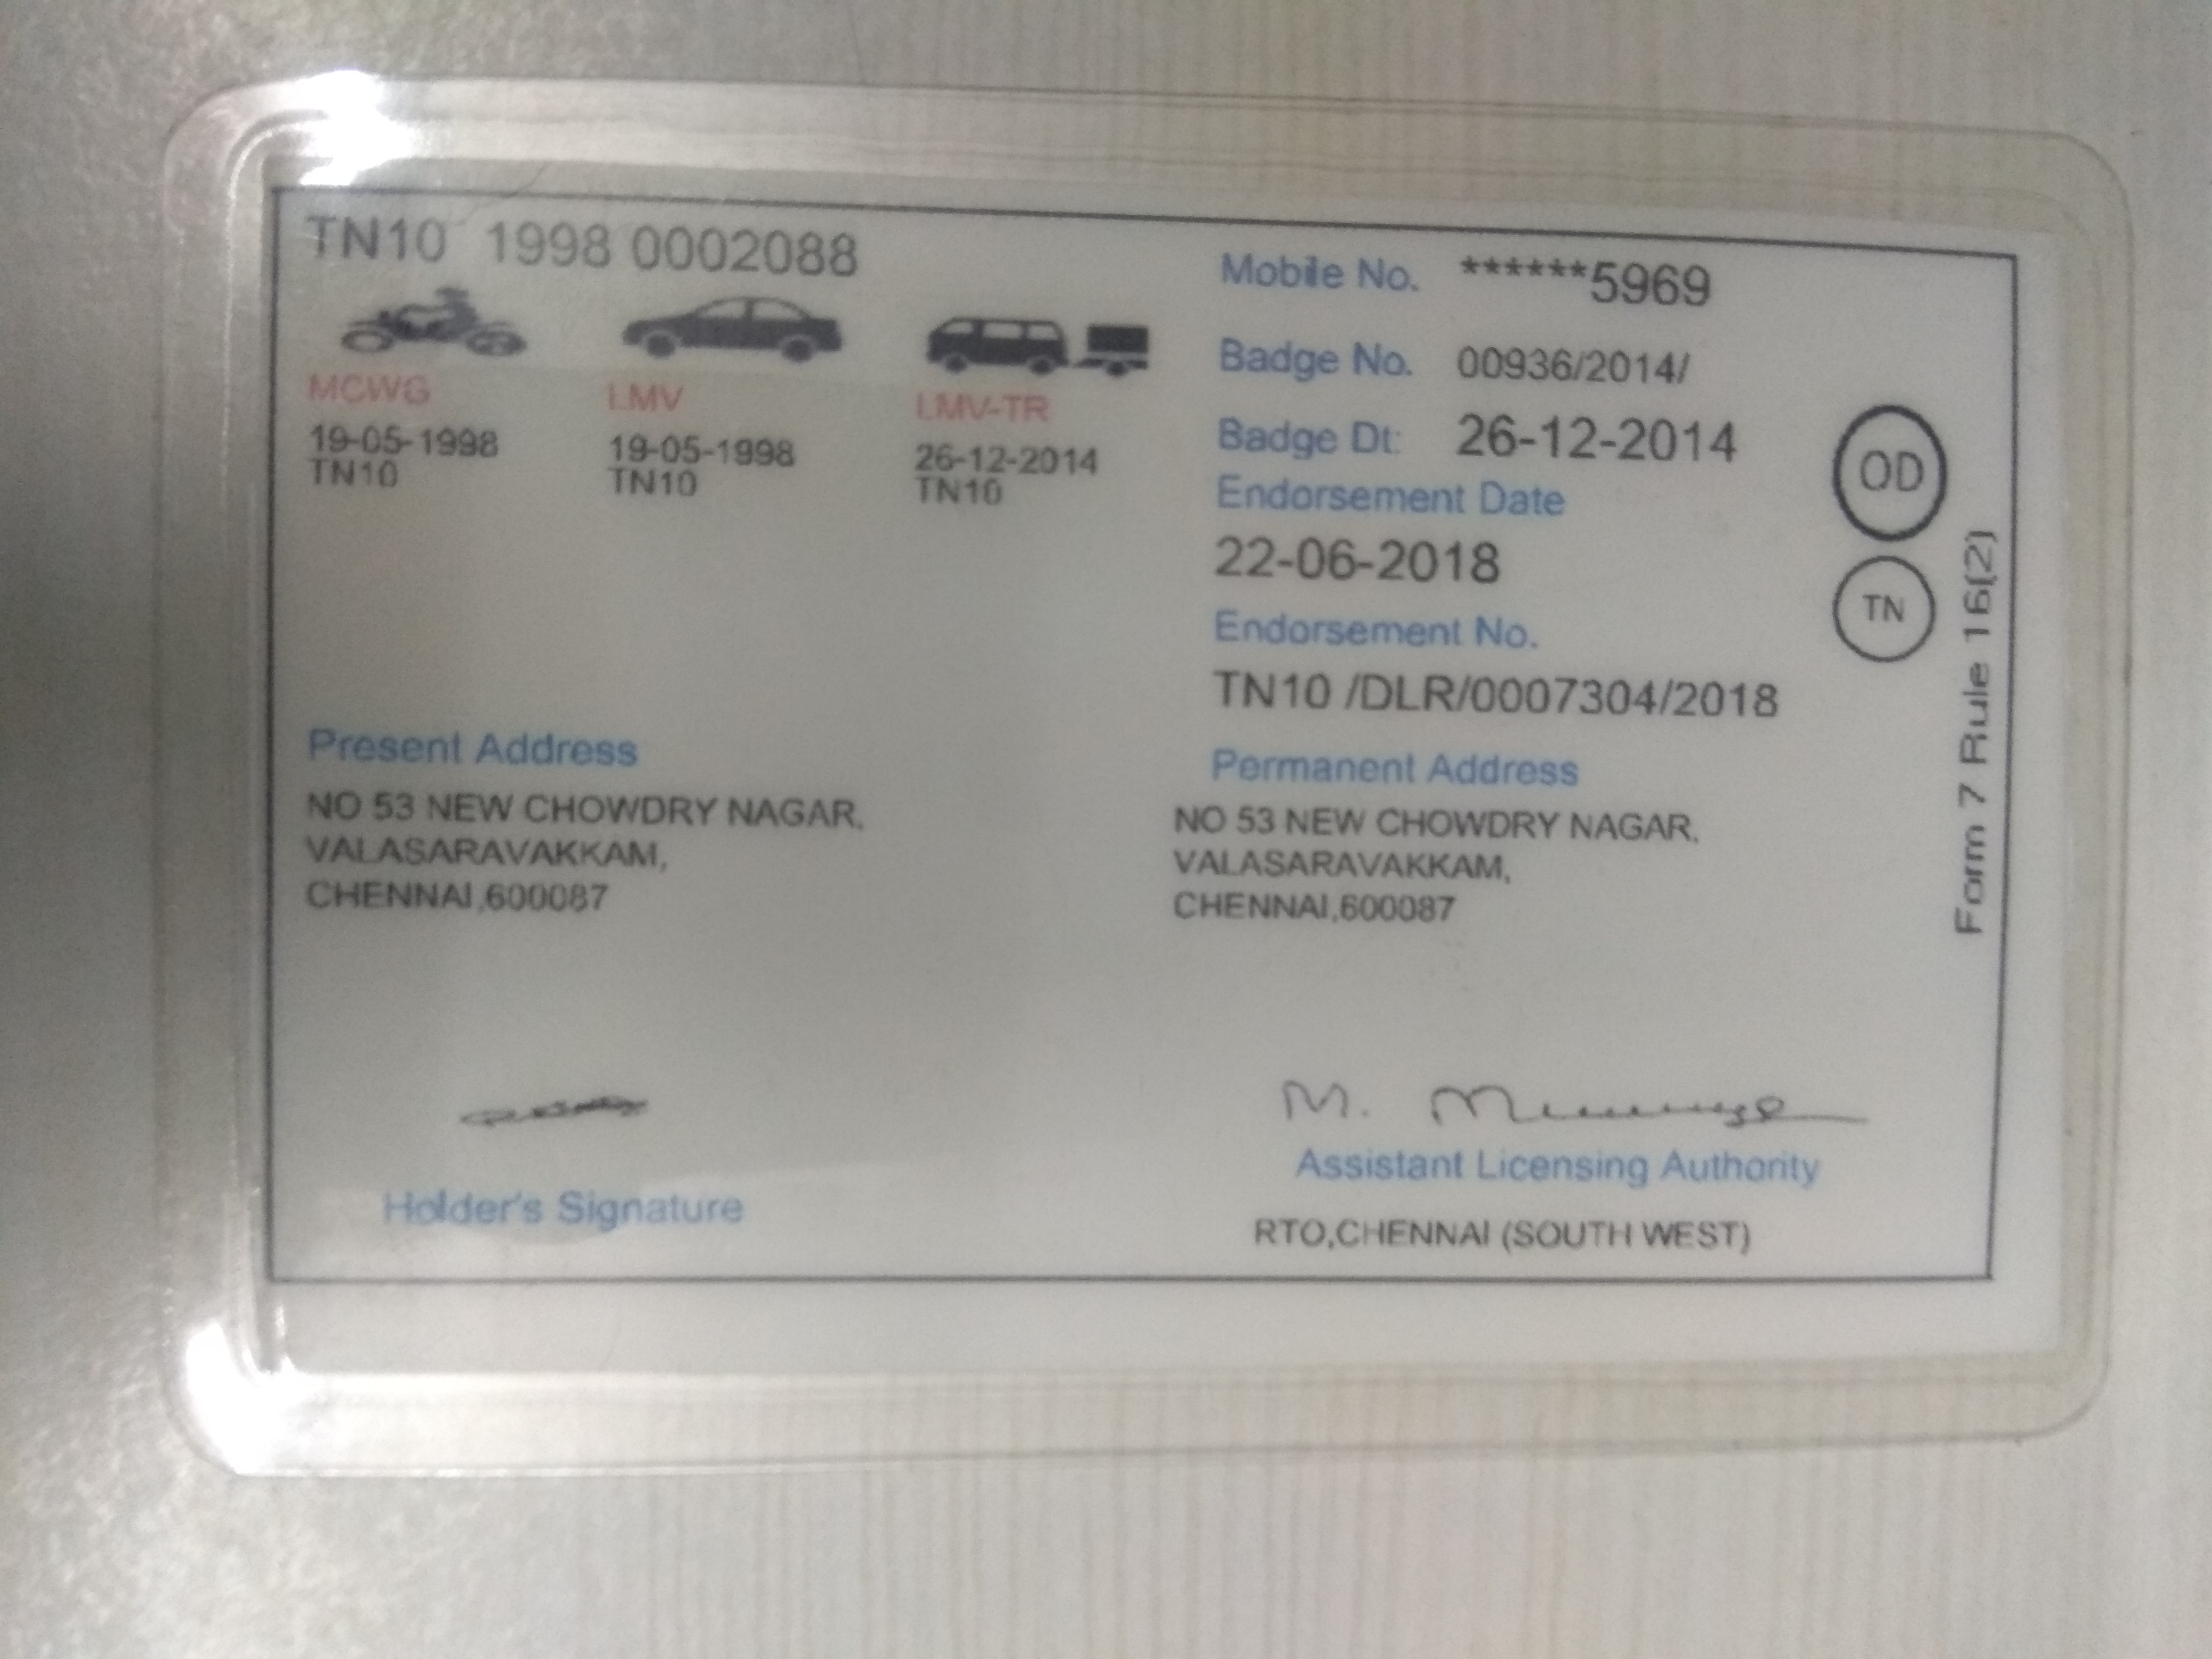 TN10 1998 0002088
MCWG LMV LMV-TR
19-05-1998 19-05-1998 26-12-2014
TN10 TN10 TN10
Mobile No. ******5969
Badge No. 00936/2014/
Badge Dt: 26-12-2014
Endorsement Date
22-06-2018
Endorsement No.
TN10 /DLR/0007304/2018
OD
TN
Form 7 Rule 16(2)
Present Address
NO 53 NEW CHOWDRY NAGAR,
VALASARAVAKKAM,
CHENNAI,600087
Permanent Address
NO 53 NEW CHOWDRY NAGAR,
VALASARAVAKKAM,
CHENNAI,600087
Holder's Signature
M.
Assistant Licensing Authority
RTO,CHENNAI (SOUTH WEST)